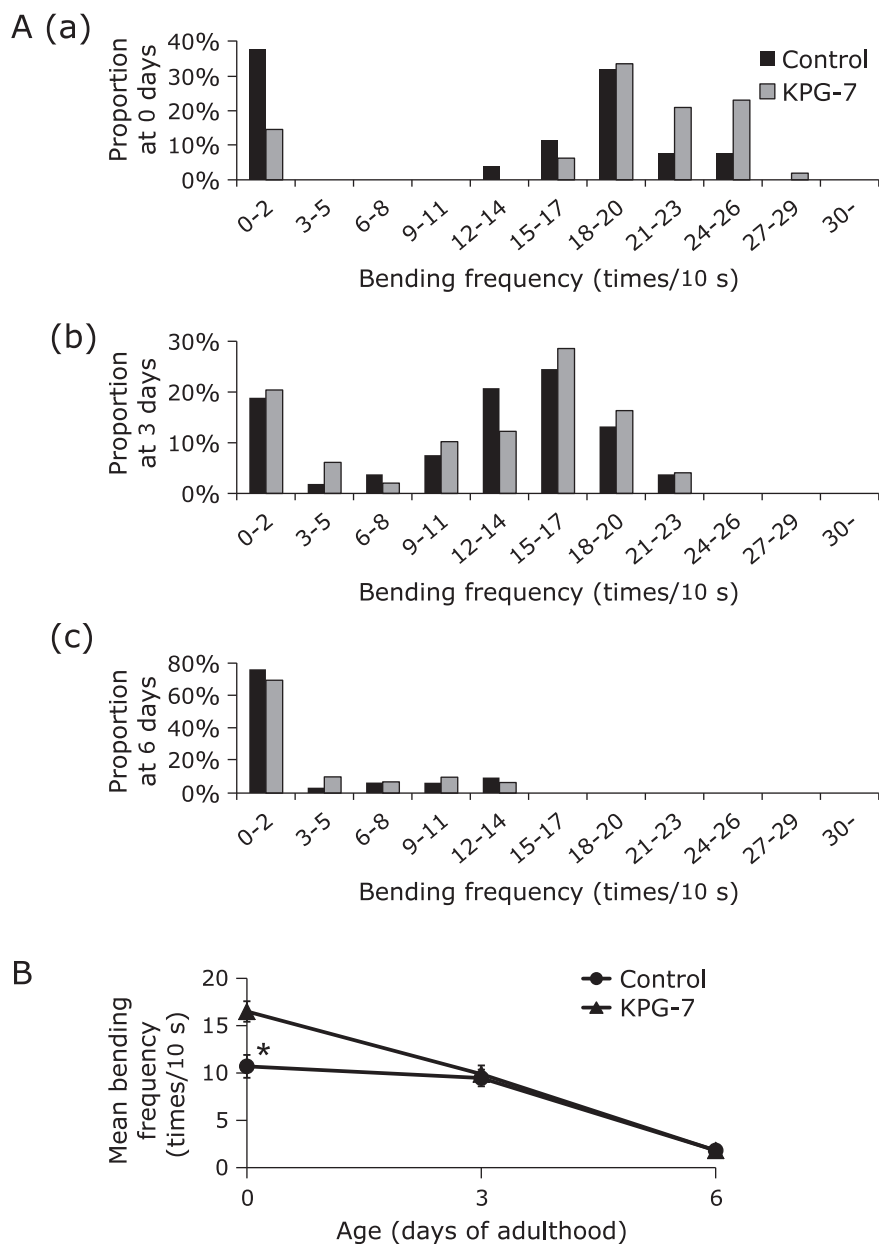 A (a)
Proportion
at 0 days
40%
30%
20%
10%
0%
Control
KPG-7
0-2
3-5
6-8
9-11
12-14
15-17
18-20
21-23
24-26
27-29
30-
Bending frequency (times/10 s)
(b)
Proportion
at 3 days
30%
20%
10%
0%
0-2
3-5
6-8
9-11
12-14
15-17
18-20
21-23
24-26
27-29
30-
Bending frequency (times/10 s)
(c)
Proportion
at 6 days
80%
60%
40%
20%
0%
0-2
3-5
6-8
9-11
12-14
15-17
18-20
21-23
24-26
27-29
30-
Bending frequency (times/10 s)
B
Mean bending
frequency
(times/10 s)
20
15
10
5
0
Control
KPG-7
*
0
3
6
Age (days of adulthood)